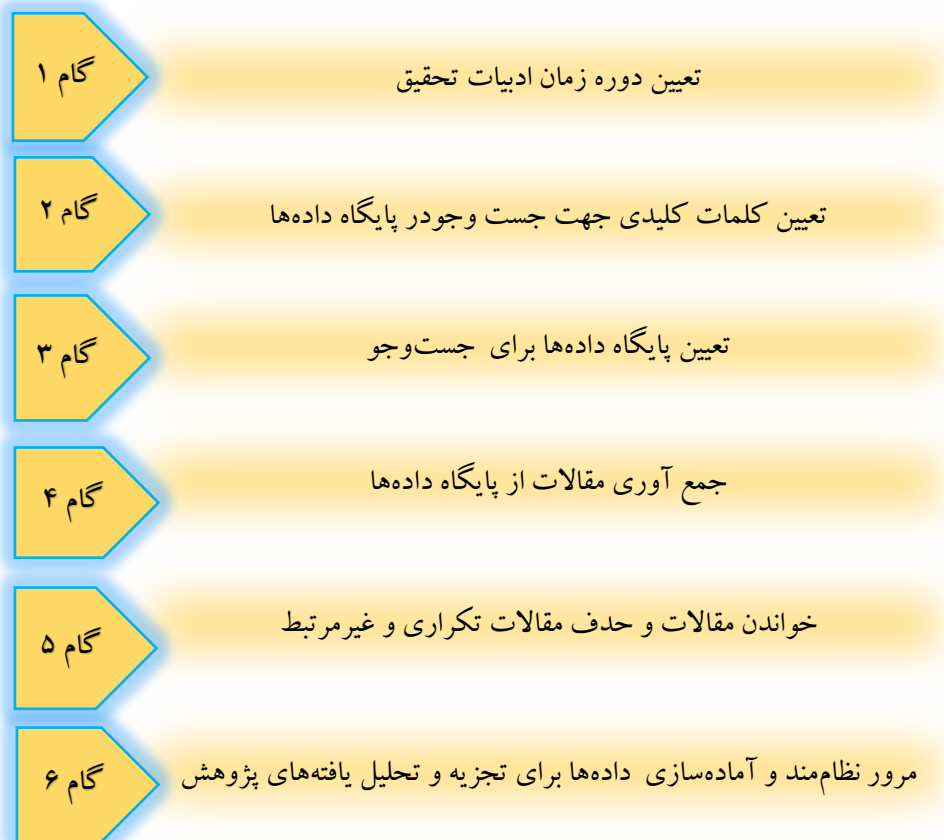 گام ۱
تعیین دوره زمان ادبیات تحقیق
گام ۲
تعیین کلمات کلیدی جهت جست وجودر پایگاه داده‌ها
گام ۳
تعیین پایگاه داده‌ها برای جست‌وجو
گام ۴
جمع آوری مقالات از پایگاه داده‌ها
گام ۵
خواندن مقالات و حذف مقالات تکراری و غیرمرتبط
گام ۶
مرور نظام‌مند و آماده‌سازی داده‌ها برای تجزیه و تحلیل یافته‌های پژوهش